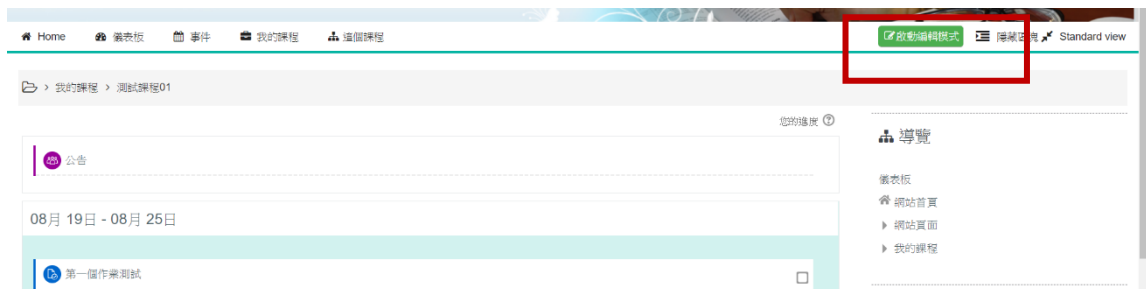 Home 儀表板 事件 我的課程 這個課程 啟動編輯模式 隱藏區塊 Standard view
> 我的課程 > 測試課程01
您的進度
導覽
公告
儀表板
網站首頁
08月 19日 - 08月 25日
網站頁面
我的課程
第一個作業測試